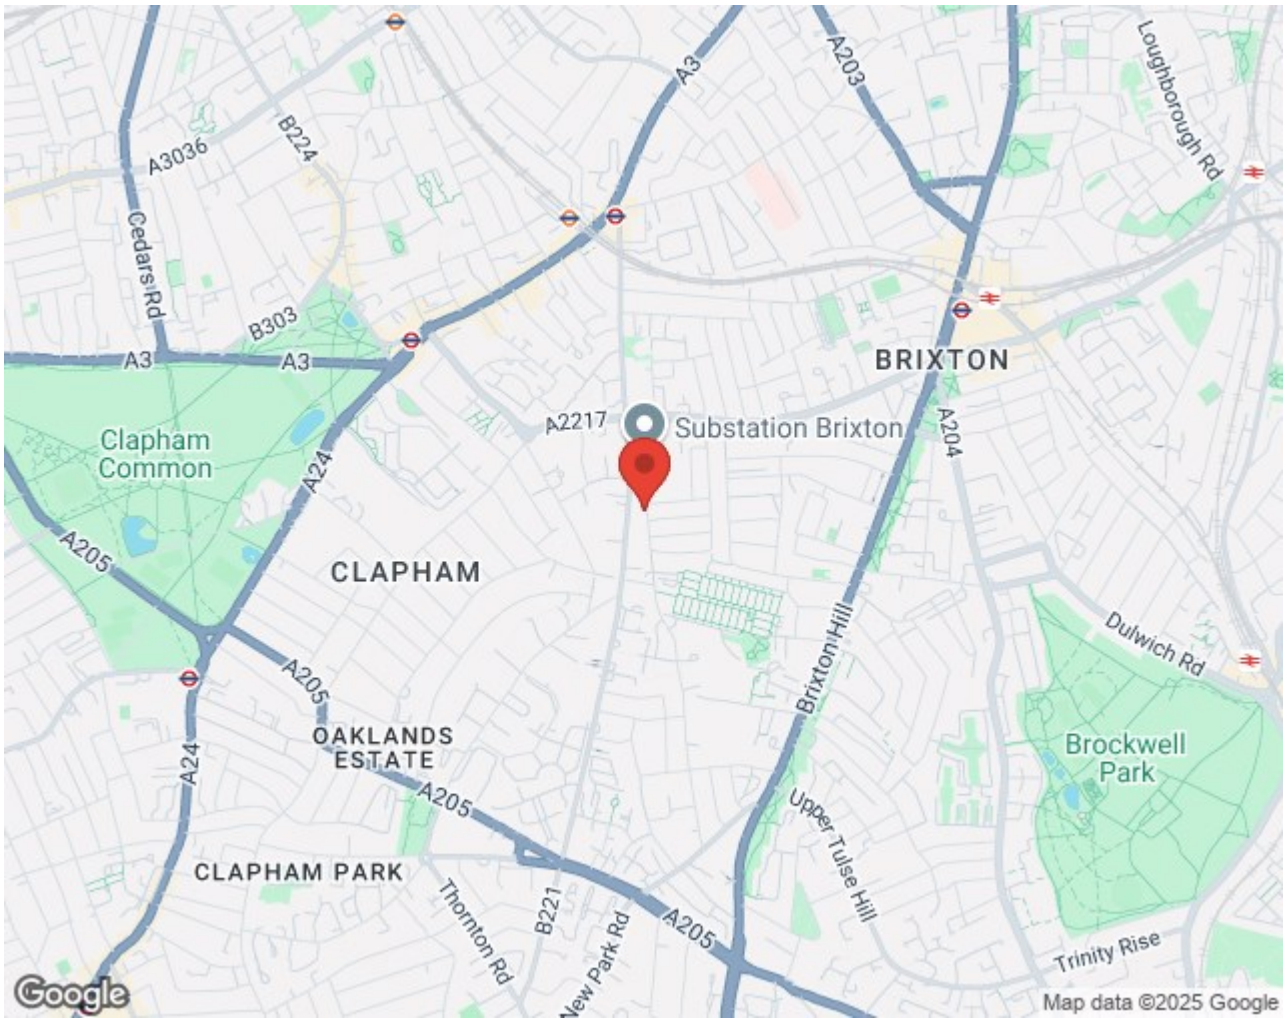 A3
A203
Loughborough Rd
B224
A3036
Cedars Rd
B303
A3
A3
BRIXTON
A2217
Substation Brixton
A204
Clapham
Common
A24
A205
CLAPHAM
Dulwich Rd
Brixton Hill
A205
OAKLANDS
ESTATE
A24
Brockwell
Park
A205
Upper Tulse Hill
CLAPHAM PARK
Thornton Rd
B221
New Park Rd
A205
Trinity Rise
Google
Map data ©2025 Google